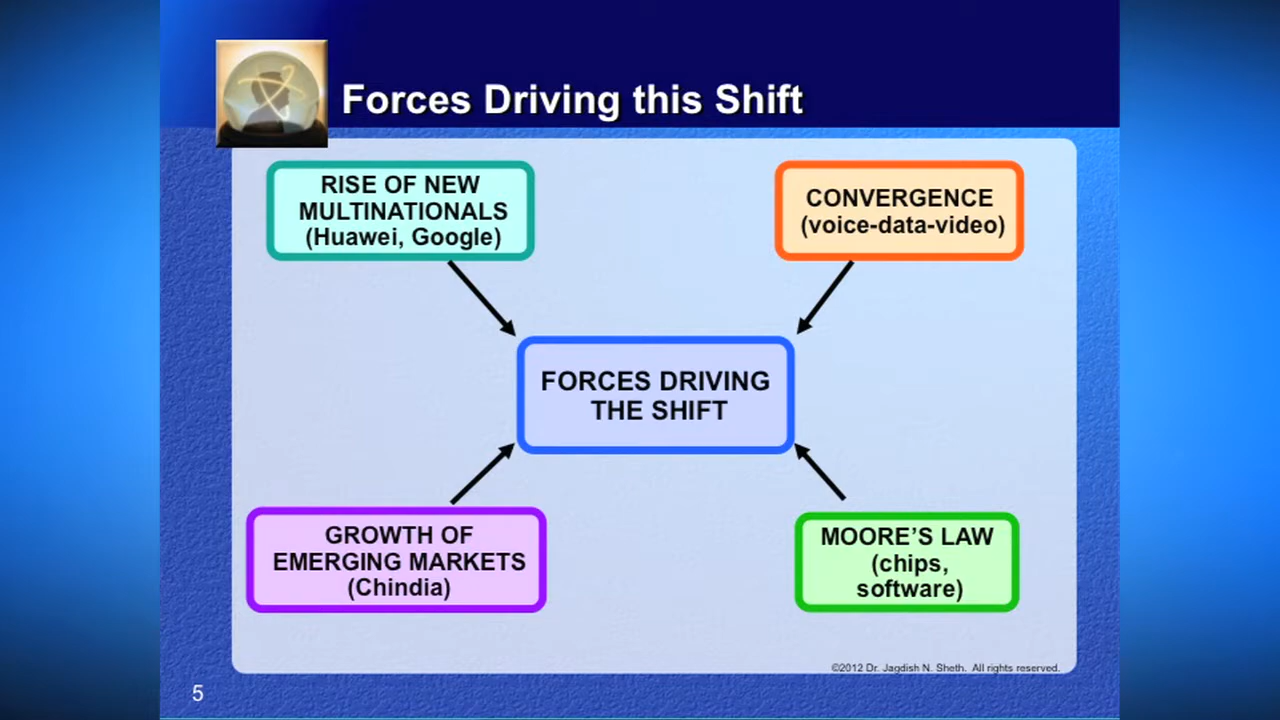 Forces Driving this Shift
RISE OF NEW
MULTINATIONALS
(Huawei, Google)
CONVERGENCE
(voice-data-video)
FORCES DRIVING
THE SHIFT
GROWTH OF
EMERGING MARKETS
(Chindia)
MOORE’S LAW
(chips,
software)
©2012 Dr. Jagdish N. Sheth. All rights reserved.
5